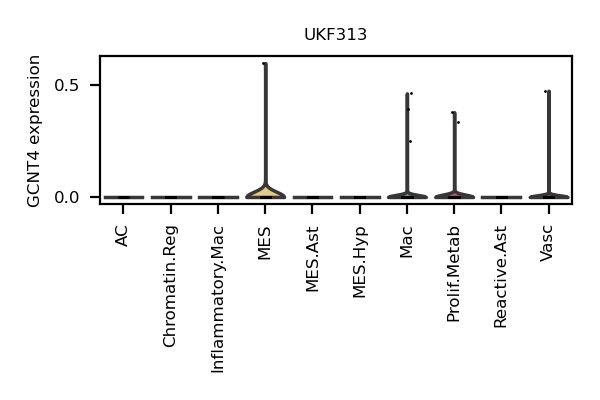 UKF313
GCNT4 expression
0.5
0.0
AC
Chromatin.Reg
Inflammatory.Mac
MES
MES.Ast
MES.Hyp
Mac
Prolif.Metab
Reactive.Ast
Vasc